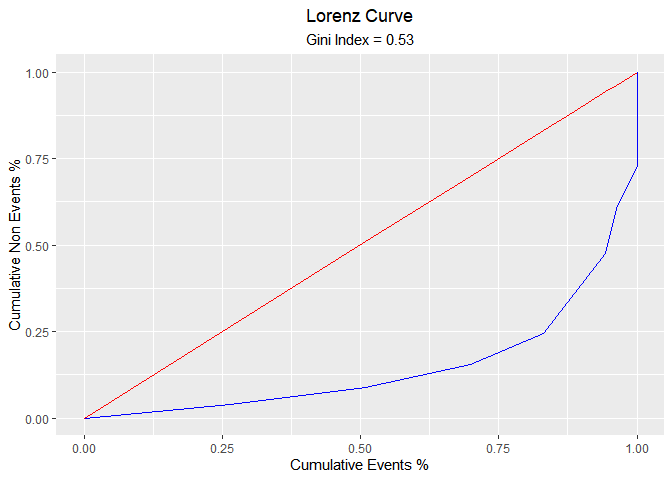 Lorenz Curve
Gini Index = 0.53
1.00
0.75
0.50
0.25
0.00
Cumulative Non Events %
0.00 0.25 0.50 0.75 1.00
Cumulative Events %